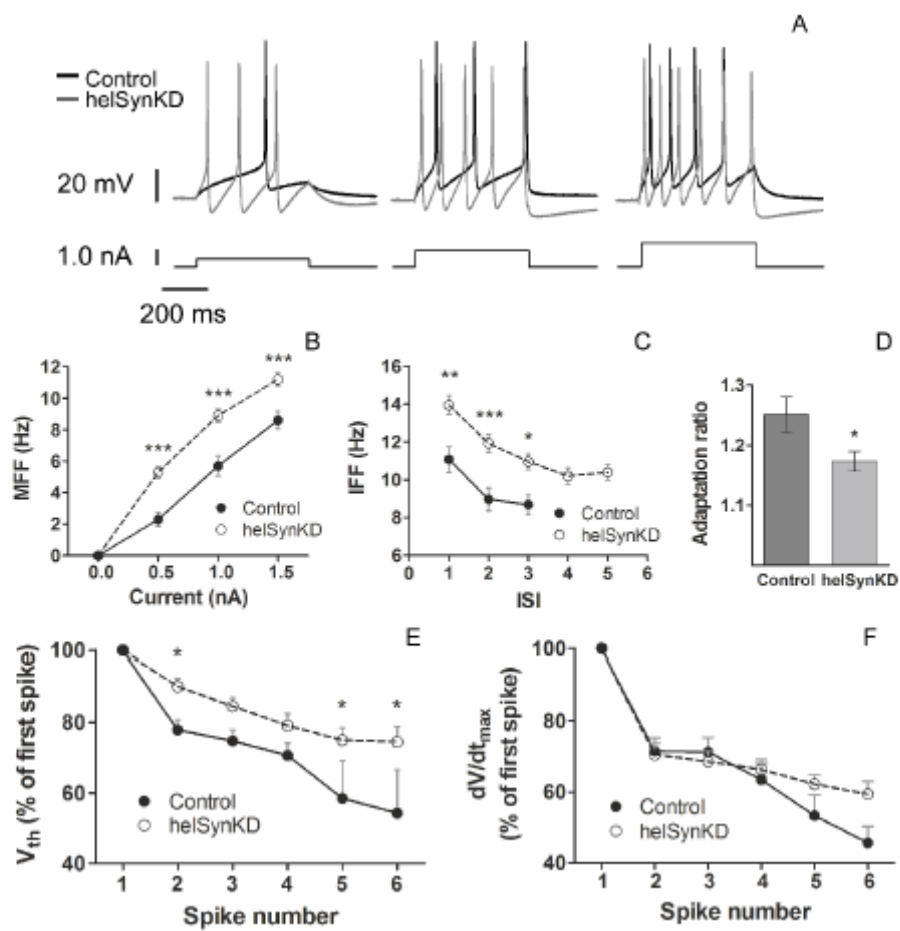 A
Control
helSynKD
20 mV
1.0 nA
200 ms
B
12
10
8
6
4
2
0
MFF (Hz)
***
***
***
Control
helSynKD
0.0 0.5 1.0 1.5
Current (nA)
C
16
14
12
10
8
6
IFF (Hz)
**
***
*
Control
helSynKD
0 1 2 3 4 5 6
ISI
D
1.3
1.2
1.1
Adaptation ratio
*
Control helSynKD
E
100
80
60
40
Vth (% of first spike)
*
*
*
Control
helSynKD
1 2 3 4 5 6
Spike number
F
100
80
60
40
dV/dtmax
(% of first spike)
Control
helSynKD
1 2 3 4 5 6
Spike number